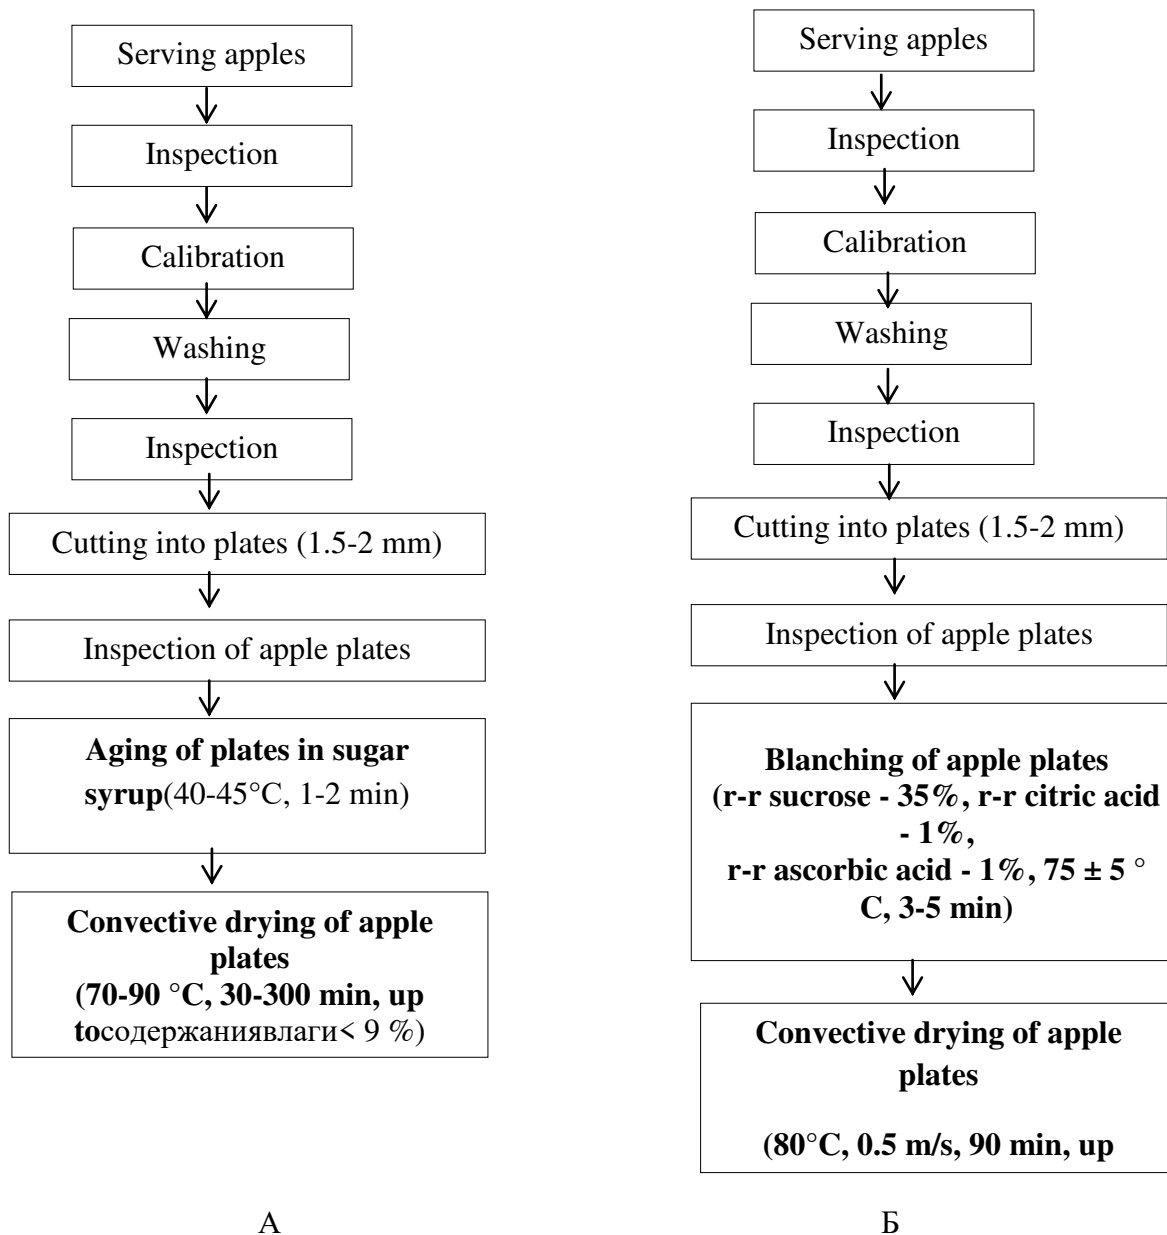 Serving apples
Inspection
Calibration
Washing
Inspection
Cutting into plates (1.5-2 mm)
Inspection of apple plates
Aging of plates in sugar
syrup(40-45°C, 1-2 min)
Convective drying of apple
plates
(70-90 °C, 30-300 min, up
toсодержаниявлаги< 9 %)
А
Serving apples
Inspection
Calibration
Washing
Inspection
Cutting into plates (1.5-2 mm)
Inspection of apple plates
Blanching of apple plates
(r-r sucrose - 35%, r-r citric acid
- 1%,
r-r ascorbic acid - 1%, 75 ± 5 °
C, 3-5 min)
Convective drying of apple
plates
(80°C, 0.5 m/s, 90 min, up
Б